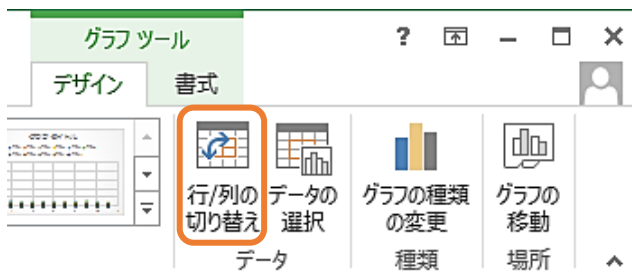 グラフ ツール
?
デザイン
書式
行/列の
切り替え
データの
選択
グラフの種類
の変更
グラフの
移動
データ
種類
場所